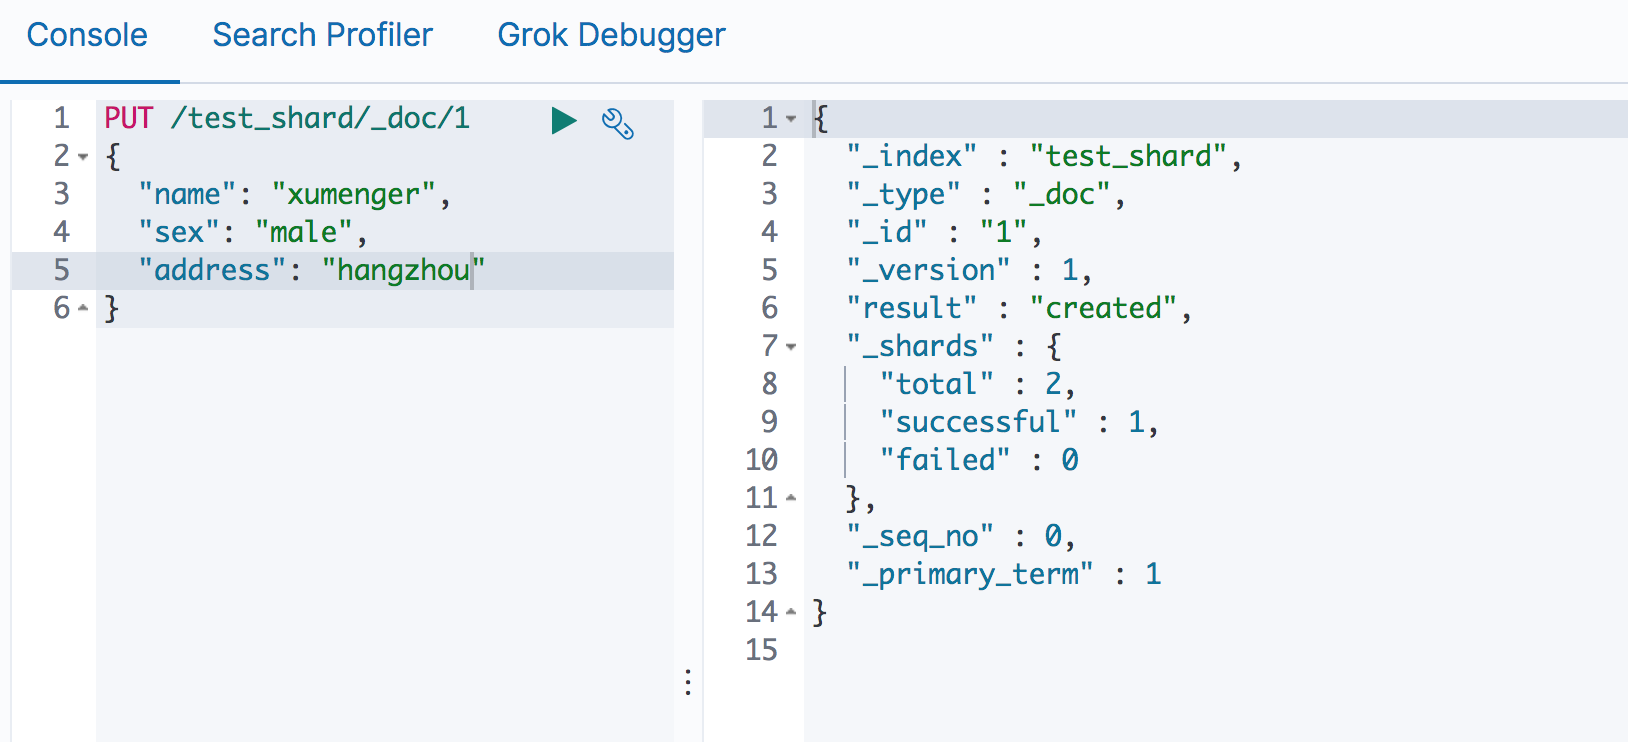 Console Search Profiler Grok Debugger
1 PUT /test_shard/_doc/1
2 {
3 "name": "xumenger",
4 "sex": "male",
5 "address": "hangzhou"
6 }
1 {
2 "_index" : "test_shard",
3 "_type" : "_doc",
4 "_id" : "1",
5 "_version" : 1,
6 "result" : "created",
7 "_shards" : {
8 "total" : 2,
9 "successful" : 1,
10 "failed" : 0
11 },
12 "_seq_no" : 0,
13 "_primary_term" : 1
14 }
15